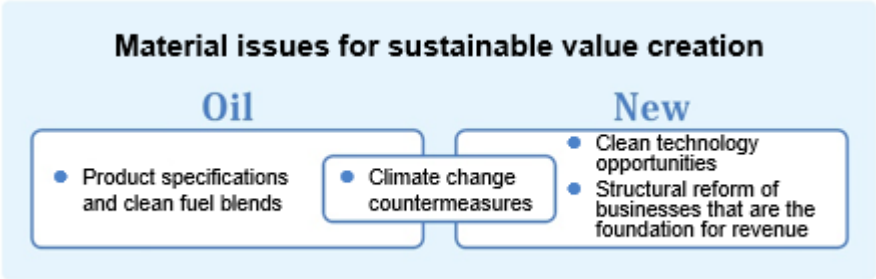 Material issues for sustainable value creation
Oil
New
Product specifications
and clean fuel blends
Climate change
countermeasures
Clean technology
opportunities
Structural reform of
businesses that are the
foundation for revenue